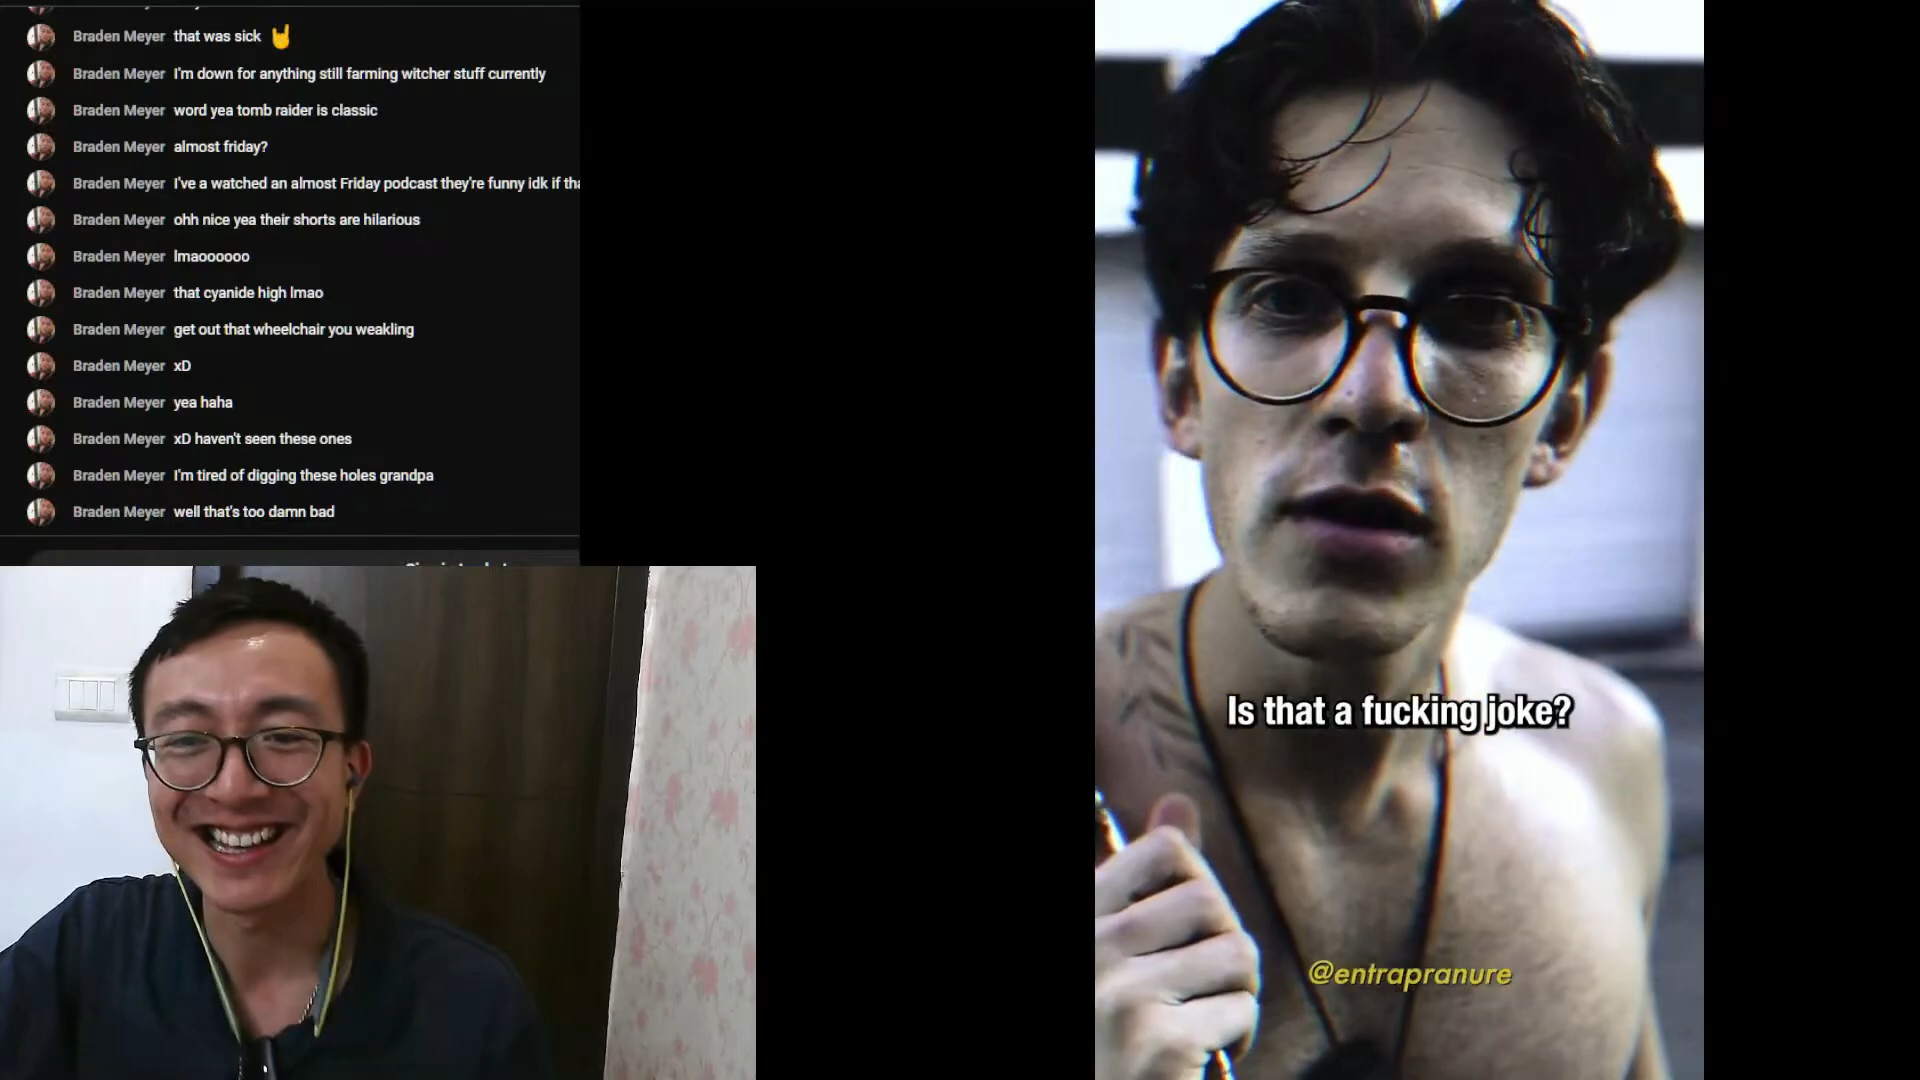 Braden Meyer that was sick 🤘
Braden Meyer I'm down for anything still farming witcher stuff currently
Braden Meyer word yea tomb raider is classic
Braden Meyer almost friday?
Braden Meyer I've a watched an almost Friday podcast they're funny idk if
Braden Meyer ohh nice yea their shorts are hilarious
Braden Meyer lmaoooooo
Braden Meyer that cyanide high lmao
Braden Meyer get out that wheelchair you weakling
Braden Meyer xD
Braden Meyer yea haha
Braden Meyer xD haven't seen these ones
Braden Meyer I'm tired of digging these holes grandpa
Braden Meyer well that's too damn bad
Is that a fucking joke?
@entrapranure